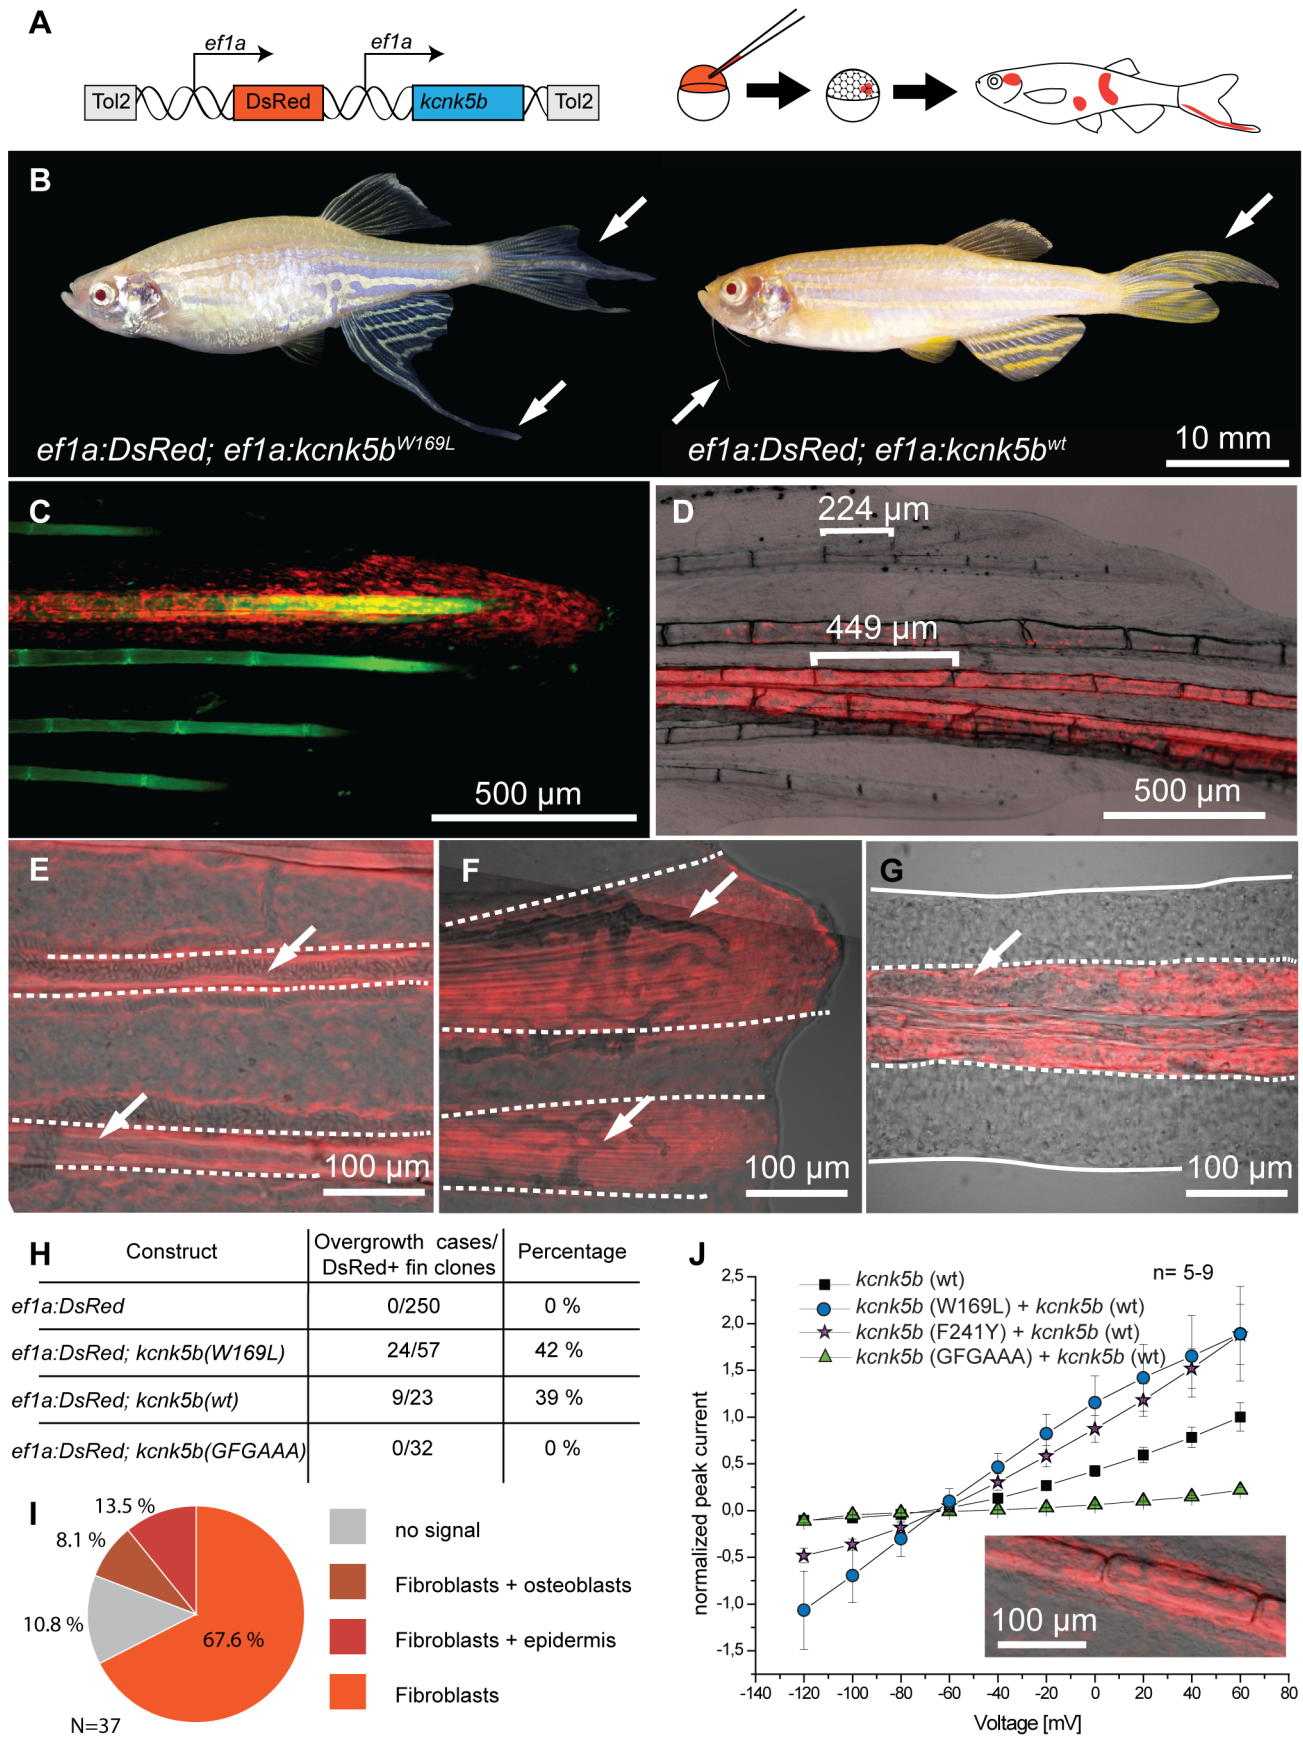 A
ef1a
ef1a
Tol2
DsRed
kcnk5b
Tol2
B
ef1a:DsRed; ef1a:kcnk5bW169L
ef1a:DsRed; ef1a:kcnk5bwt
10 mm
C
500 µm
D
224 µm
449 µm
500 µm
E
100 µm
F
100 µm
G
100 µm
H
Construct
Overgrowth cases/
DsRed+ fin clones
Percentage
ef1a:DsRed
0/250
0 %
ef1a:DsRed; kcnk5b(W169L)
24/57
42 %
ef1a:DsRed; kcnk5b(wt)
9/23
39 %
ef1a:DsRed; kcnk5b(GFGAAA)
0/32
0 %
I
13.5 %
8.1 %
10.8 %
67.6 %
N=37
no signal
Fibroblasts + osteoblasts
Fibroblasts + epidermis
Fibroblasts
J
kcnk5b (wt)
n= 5-9
kcnk5b (W169L) + kcnk5b (wt)
kcnk5b (F241Y) + kcnk5b (wt)
kcnk5b (GFGAAA) + kcnk5b (wt)
normalized peak current
2,5
2,0
1,5
1,0
0,5
0,0
-0,5
-1,0
-1,5
100 µm
-140 -120 -100 -80 -60 -40 -20 0 20 40 60 80
Voltage [mV]